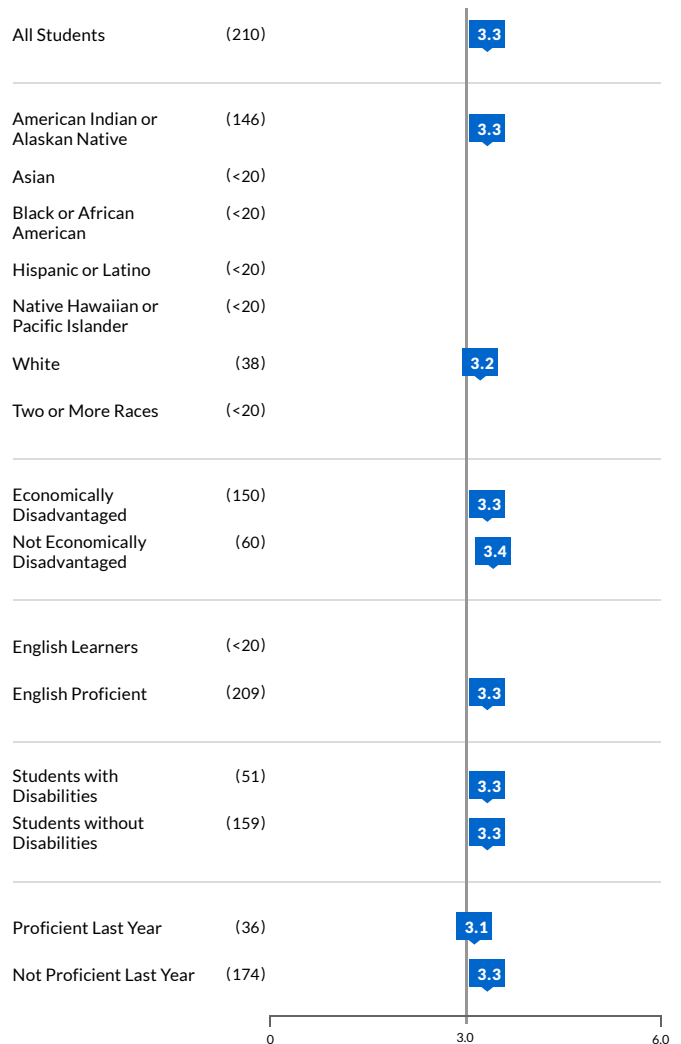 All Students (210) 3.3
American Indian or
Alaskan Native (146) 3.3
Asian (<20)
Black or African
American (<20)
Hispanic or Latino (<20)
Native Hawaiian or
Pacific Islander (<20)
White (38) 3.2
Two or More Races (<20)
Economically
Disadvantaged (150) 3.3
Not Economically
Disadvantaged (60) 3.4
English Learners (<20)
English Proficient (209) 3.3
Students with
Disabilities (51) 3.3
Students without
Disabilities (159) 3.3
Proficient Last Year (36) 3.1
Not Proficient Last Year (174) 3.3
0 3.0 6.0